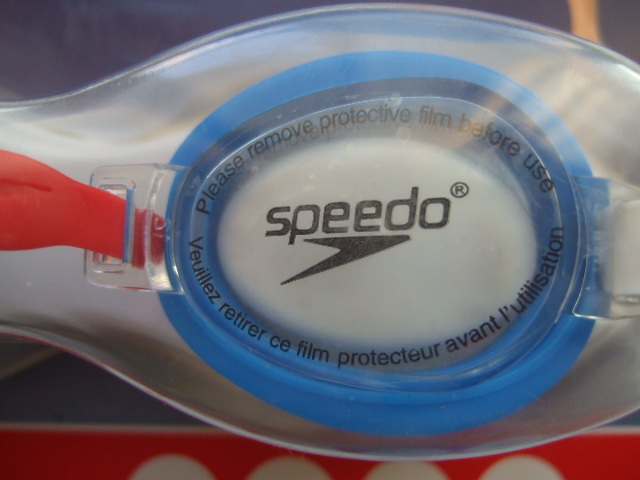 Please remove protective film before use
speedo®
Veuillez retirer ce film protecteur avant l'utilisation